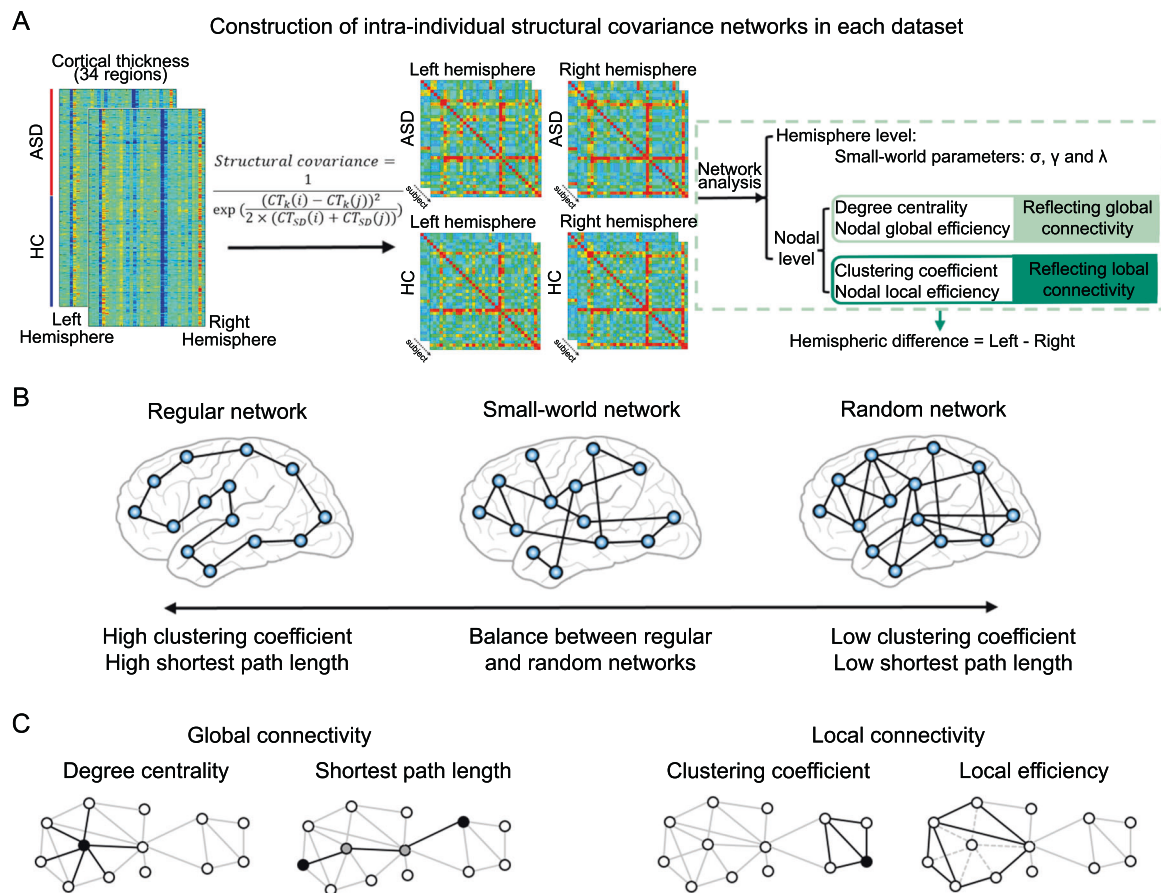 A
Construction of intra-individual structural covariance networks in each dataset
Cortical thickness
(34 regions)
ASD
HC
Left
Hemisphere
Right
Hemisphere
Structural covariance =
1
exp (
(CT_k(i) − CT_k(j))²
2 × (CT_SD(i) + CT_SD(j))
)
Left hemisphere
Right hemisphere
ASD
subject
subject
Left hemisphere
Right hemisphere
HC
subject
subject
Network
analysis
Hemisphere level:
Small-world parameters: σ, γ and λ
Nodal
level
Degree centrality
Nodal global efficiency
Reflecting global
connectivity
Clustering coefficient
Nodal local efficiency
Reflecting lobal
connectivity
Hemispheric difference = Left - Right
B
Regular network
Small-world network
Random network
High clustering coefficient
High shortest path length
Balance between regular
and random networks
Low clustering coefficient
Low shortest path length
C
Global connectivity
Local connectivity
Degree centrality
Shortest path length
Clustering coefficient
Local efficiency